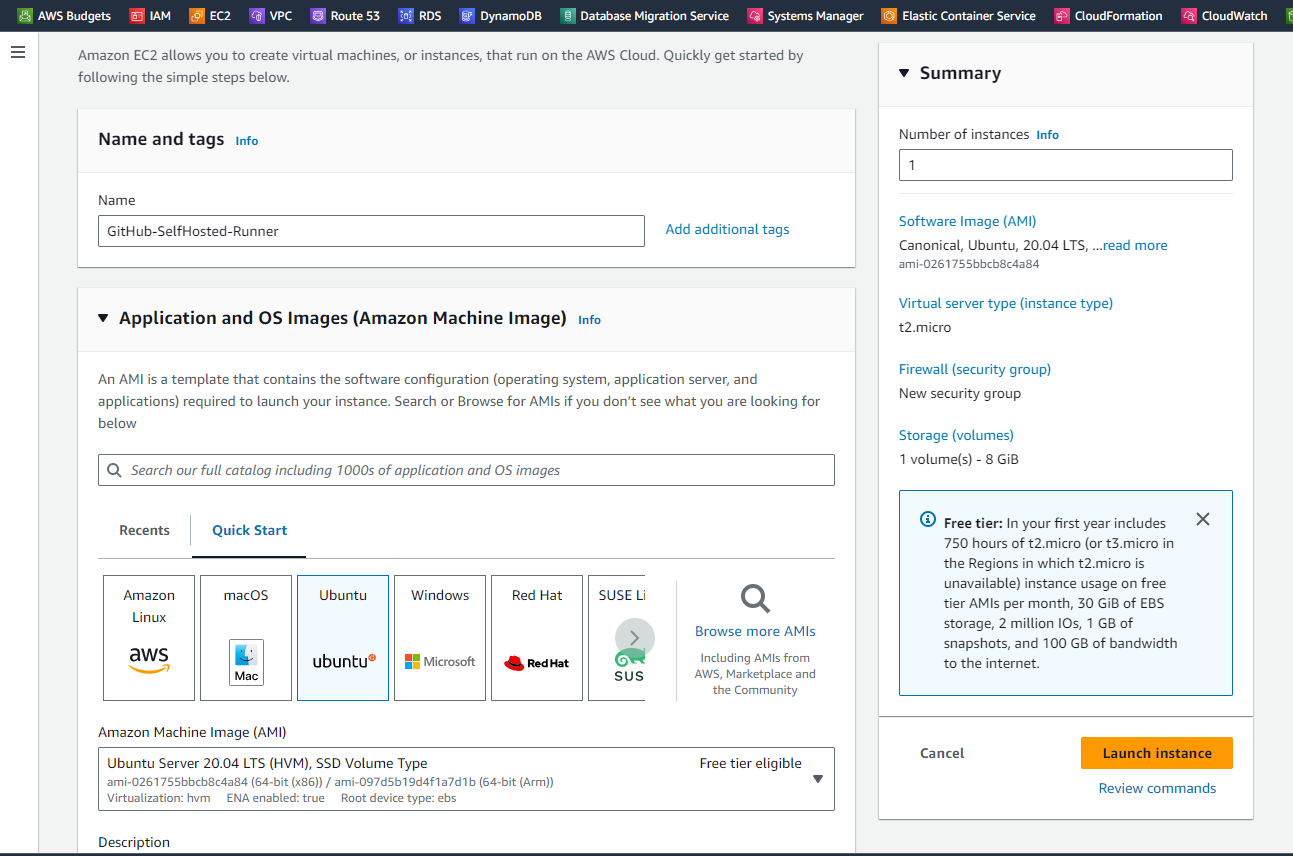 AWS Budgets IAM EC2 VPC Route 53 RDS DynamoDB Database Migration Service Systems Manager Elastic Container Service CloudFormation CloudWatch
Amazon EC2 allows you to create virtual machines, or instances, that run on the AWS Cloud. Quickly get started by
following the simple steps below.
Name and tags Info
Name
GitHub-SelfHosted-Runner
Add additional tags
Application and OS Images (Amazon Machine Image) Info
An AMI is a template that contains the software configuration (operating system, application server, and
applications) required to launch your instance. Search or Browse for AMIs if you don't see what you are looking for
below
Search our full catalog including 1000s of application and OS images
Recents Quick Start
Amazon
Linux
aws
macOS
Mac
Ubuntu
ubuntu
Windows
Microsoft
Red Hat
Red Hat
SUSE Li
SUS
Browse more AMIs
Including AMIs from
AWS, Marketplace and
the Community
Amazon Machine Image (AMI)
Ubuntu Server 20.04 LTS (HVM), SSD Volume Type Free tier eligible
ami-0261755bbcb8c4a84 (64-bit (x86)) / ami-097d5b19d4f1a7d1b (64-bit (Arm))
Virtualization: hvm ENA enabled: true Root device type: ebs
Description
Summary
Number of instances Info
1
Software Image (AMI)
Canonical, Ubuntu, 20.04 LTS, ...read more
ami-0261755bbcb8c4a84
Virtual server type (instance type)
t2.micro
Firewall (security group)
New security group
Storage (volumes)
1 volume(s) - 8 GiB
Free tier: In your first year includes
750 hours of t2.micro (or t3.micro in
the Regions in which t2.micro is
unavailable) instance usage on free
tier AMIs per month, 30 GiB of EBS
storage, 2 million IOs, 1 GB of
snapshots, and 100 GB of bandwidth
to the internet.
Cancel Launch instance
Review commands